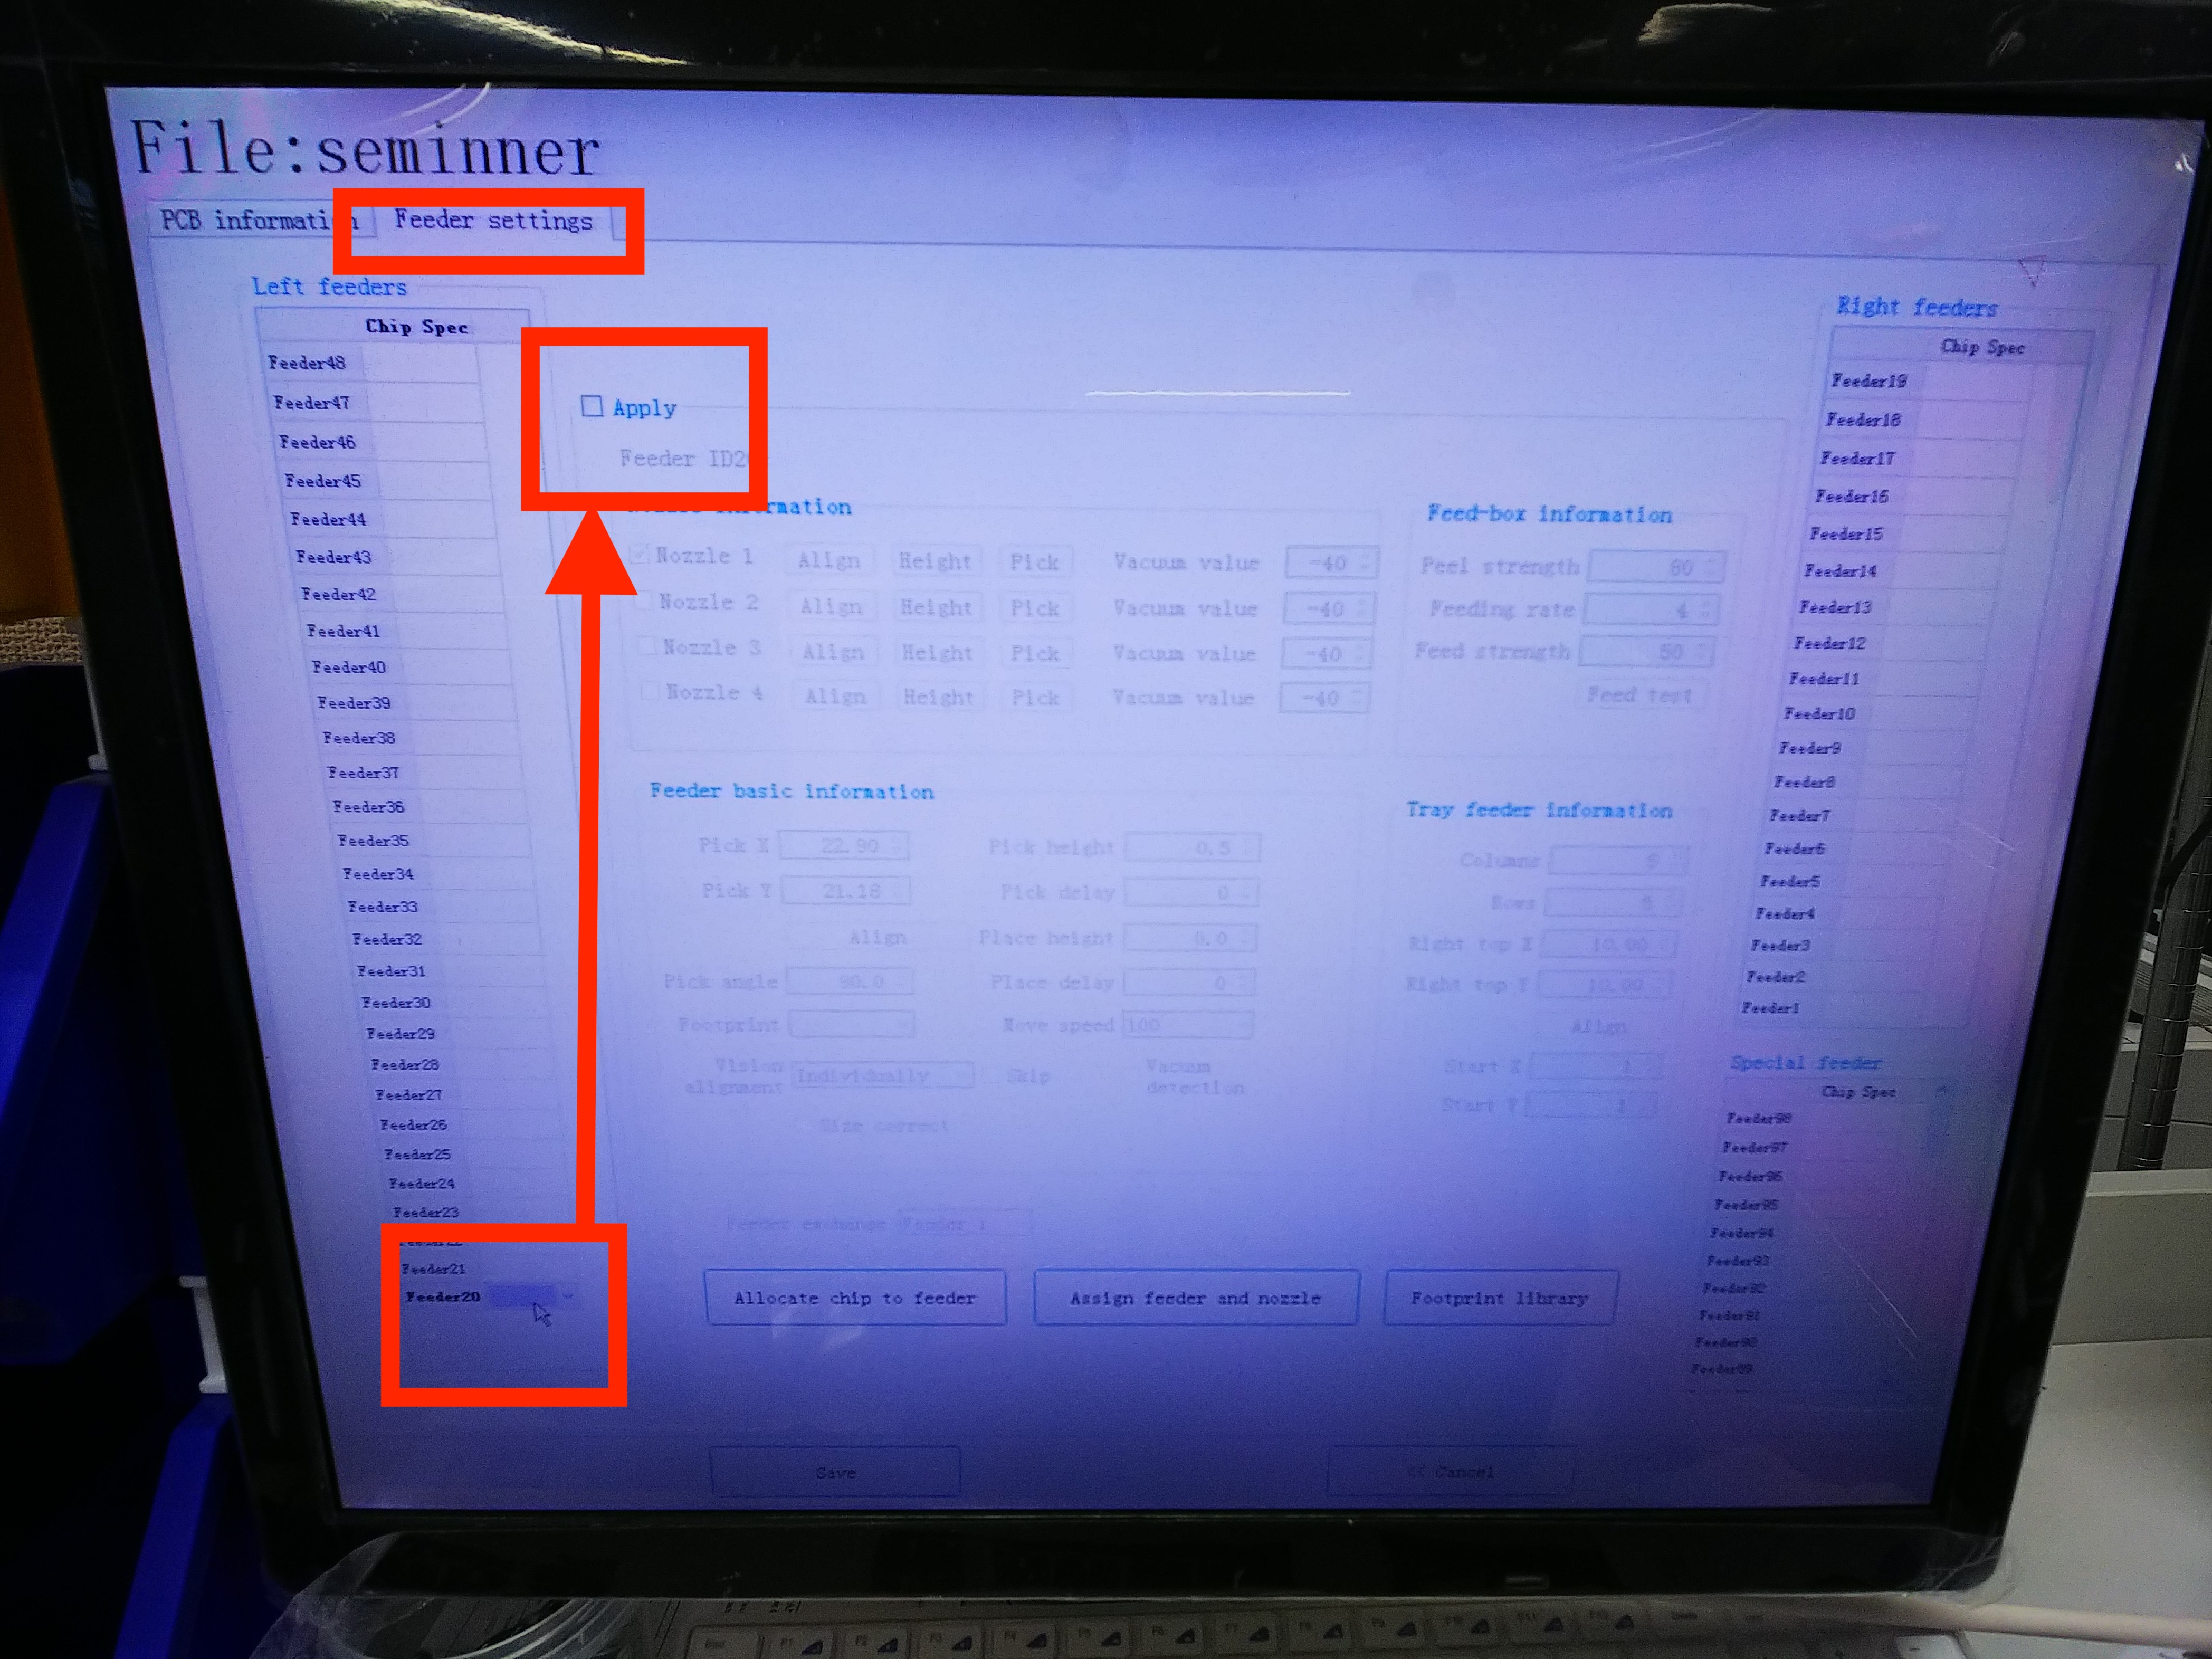 File:seminner
PCB informati
Feeder settings
Left feeders
Chip Spec
Feeder48
Feeder47
Feeder46
Feeder45
Feeder44
Feeder43
Feeder42
Feeder41
Feeder40
Feeder39
Feeder38
Feeder37
Feeder36
Feeder35
Feeder34
Feeder33
Feeder32
Feeder31
Feeder30
Feeder29
Feeder28
Feeder27
Feeder26
Feeder25
Feeder24
Feeder23
Feeder21
Feeder20
Apply
Feeder ID2
Nozzle 1 Align Height Pick Vacuum value -40
Nozzle 2 Align Height Pick Vacuum value -40
Nozzle 3 Align Height Pick Vacuum value -40
Nozzle 4 Align Height Pick Vacuum value -40
Feed-box information
Peel strength 80
Feeding rate 4
Feed strength 50
Feed test
Feeder basic information
Pick X 22.90 Pick height 0.5
Pick Y 21.18 Pick delay 0
Align Place height 0.0
Pick angle 90.0 Place delay 0
Footprint Move speed 100
Vision alignment Individually Skip Vacuum detection
Size correct
Feeder exchange Feeder 1
Tray feeder information
Columns 5
Rows 5
Right top X 10.00
Right top Y 10.00
Align
Start X 1
Start Y 1
Allocate chip to feeder
Assign feeder and nozzle
Footprint library
Save
<< Cancel
Right feeders
Chip Spec
Feeder19
Feeder18
Feeder17
Feeder16
Feeder15
Feeder14
Feeder13
Feeder12
Feeder11
Feeder10
Feeder9
Feeder8
Feeder7
Feeder6
Feeder5
Feeder4
Feeder3
Feeder2
Feeder1
Special feeder
Chip Spec
Feeder98
Feeder97
Feeder96
Feeder95
Feeder94
Feeder93
Feeder92
Feeder91
Feeder90
Feeder89